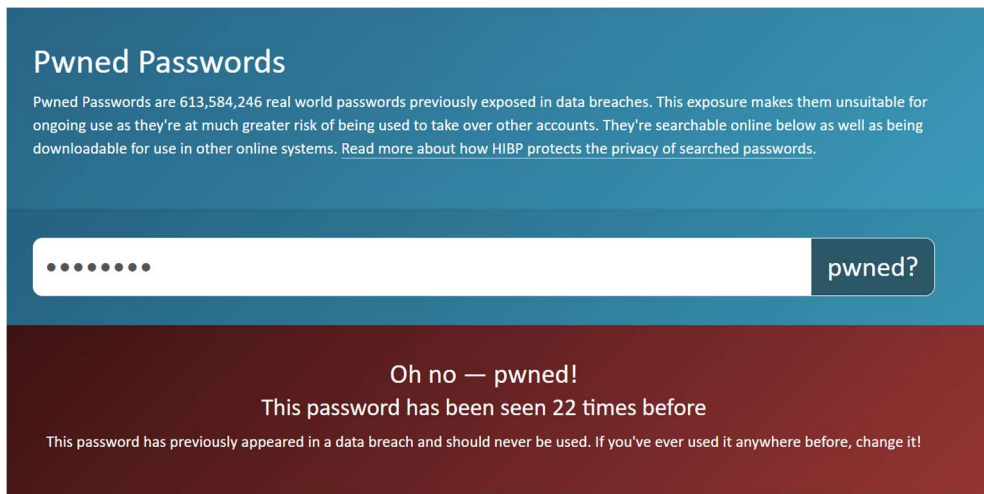 Pwned Passwords
Pwned Passwords are 613,584,246 real world passwords previously exposed in data breaches. This exposure makes them unsuitable for
ongoing use as they're at much greater risk of being used to take over other accounts. They're searchable online below as well as being
downloadable for use in other online systems. Read more about how HIBP protects the privacy of searched passwords.
pwned?
Oh no — pwned!
This password has been seen 22 times before
This password has previously appeared in a data breach and should never be used. If you've ever used it anywhere before, change it!